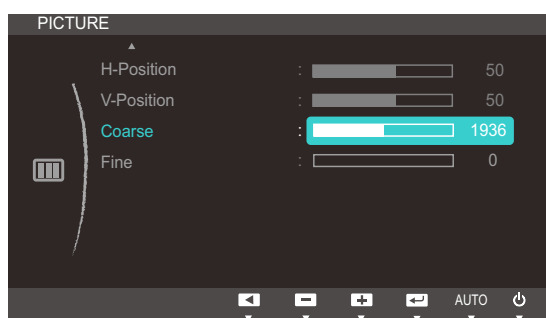 PICTURE
H-Position : 50
V-Position : 50
Coarse : 1936
Fine : 0
AUTO